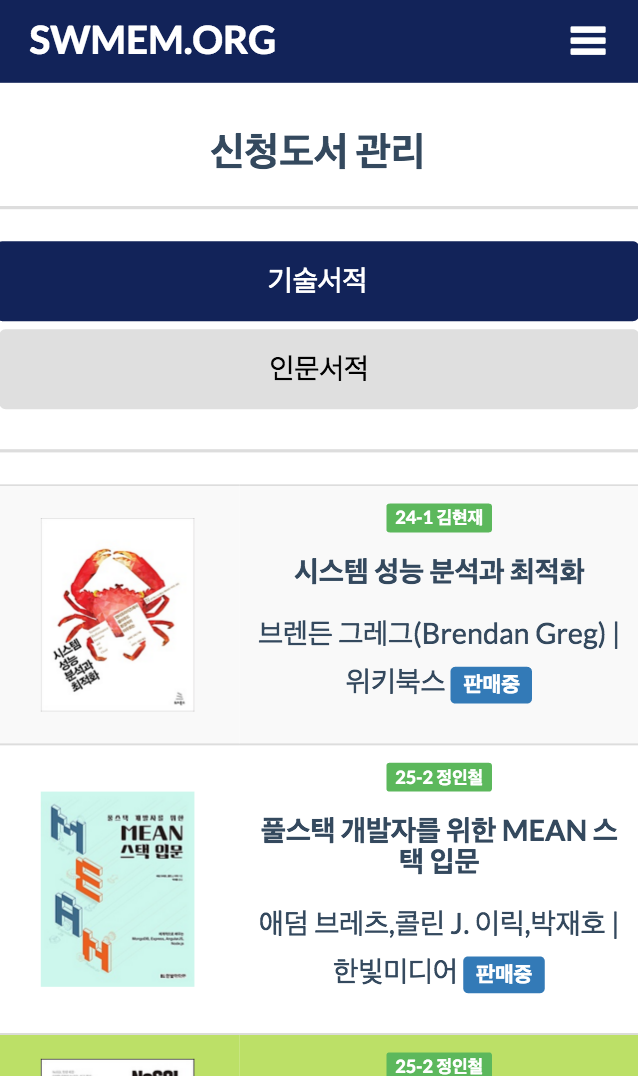 SWMEM.ORG
신청도서 관리
기술서적
인문서적
24-1 김현재
시스템 성능 분석과 최적화
브렌든 그레그(Brendan Greg) |
위키북스 판매중
시스템
성능
분석과
최적화
25-2 정인철
풀스택 개발자를 위한 MEAN 스
택 입문
애덤 브레츠,콜린 J. 이릭,박재호 |
한빛미디어 판매중
풀스택 개발자를 위한
MEAN
스택 입문
MEAN
25-2 정인철